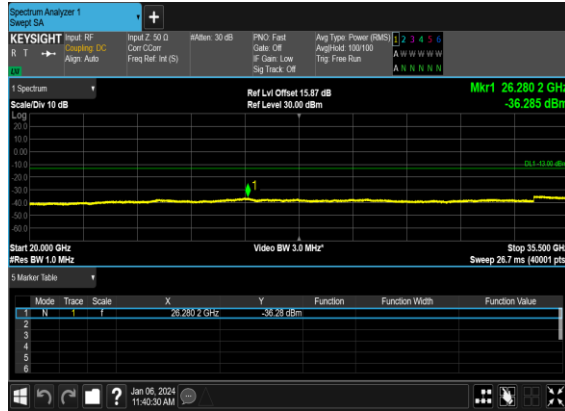 Spectrum Analyzer 1
Swept SA
+
KEYSIGHT Input: RF Input Z: 50 Ω #Atten: 30 dB PNO: Fast Avg Type: Power (RMS) 1 2 3 4 5 6
R T Coupling: DC Corr CCorr Gate: Off Avg|Hold: 100/100 A W W W W W
Align: Auto Freq Ref: Int (S) IF Gain: Low Trig: Free Run
Sig Track: Off A N N N N N
1 Spectrum
Scale/Div 10 dB
Ref Lvl Offset 15.87 dB
Ref Level 30.00 dBm
Mkr1 26.280 2 GHz
-36.285 dBm
Log
20.0
10.0
0.00
-10.0
DL1 -13.00 dBm
-20.0
1
-30.0
-40.0
-50.0
-60.0
Start 20.000 GHz Video BW 3.0 MHz* Stop 35.500 GHz
#Res BW 1.0 MHz Sweep 26.7 ms (40001 pts)
5 Marker Table
Mode Trace Scale X Y Function Function Width Function Value
1 N 1 f 26.280 2 GHz -36.28 dBm
2
3
4
5
6
? Jan 06, 2024
11:40:30 AM